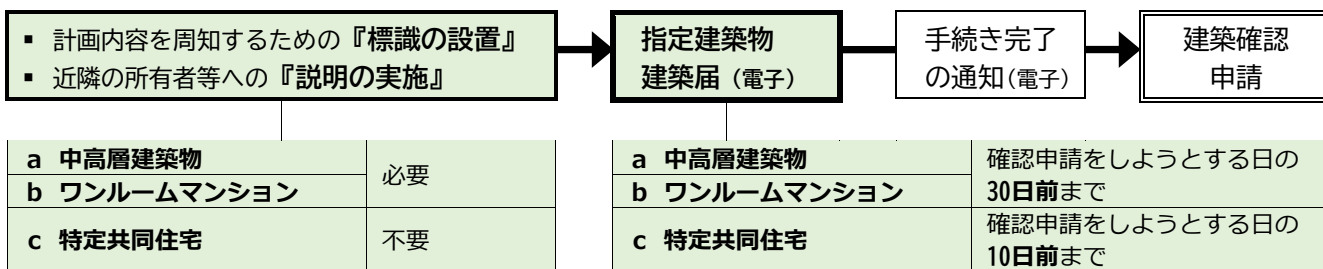 ▪ 計画内容を周知するための『標識の設置』
▪ 近隣の所有者等への『説明の実施』
指定建築物
建築届（電子）
手続き完了
の通知(電子)
建築確認
申請
a 中高層建築物
b ワンルームマンション
必要
c 特定共同住宅
不要
a 中高層建築物
b ワンルームマンション
確認申請をしようとする日の
30日前まで
c 特定共同住宅
確認申請をしようとする日の
10日前まで